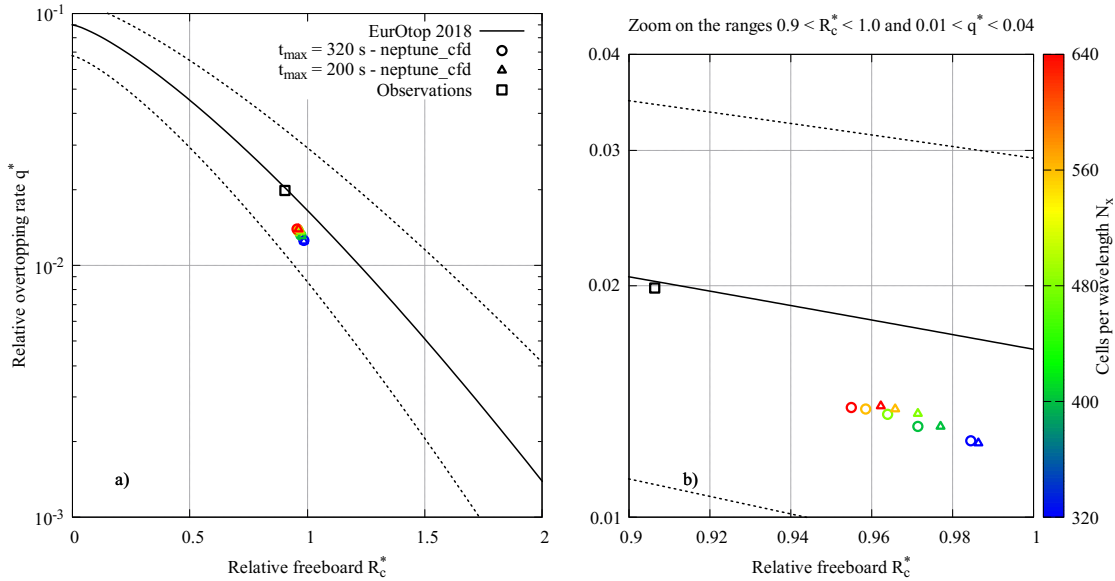 Zoom on the ranges 0.9 < R_c^* < 1.0 and 0.01 < q^* < 0.04
EurOtop 2018
t_max = 320 s - neptune_cfd
t_max = 200 s - neptune_cfd
Observations
10^0
10^-1
10^-2
10^-3
Relative overtopping rate q^*
0
0.5
1
1.5
2
Relative freeboard R_c^*
a)
0.04
0.03
0.02
0.01
0.9
0.92
0.94
0.96
0.98
1
Relative freeboard R_c^*
b)
640
560
480
400
320
Cells per wavelength N_x